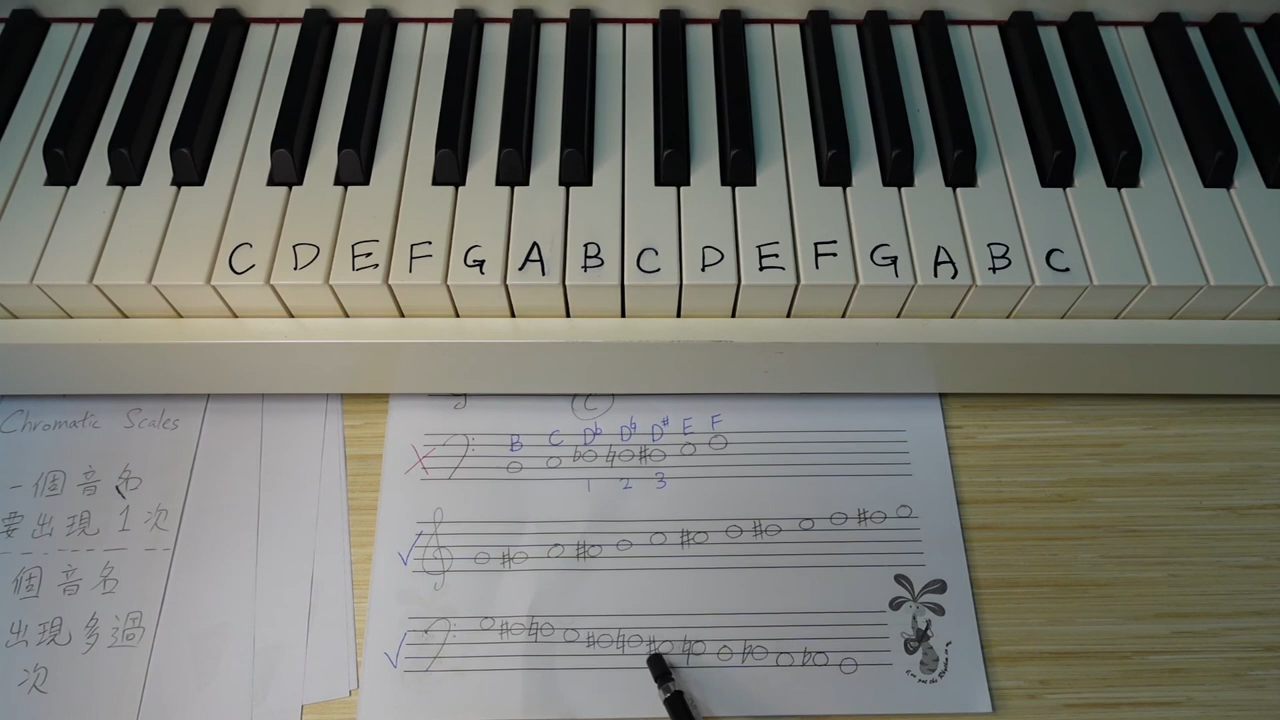 C D E F G A B C D E F G A B C
Chromatic Scales
一個音名
要出現 1 次
個音名
出現多過
次
C
B C D♭ D♮ D# E F
1 2 3